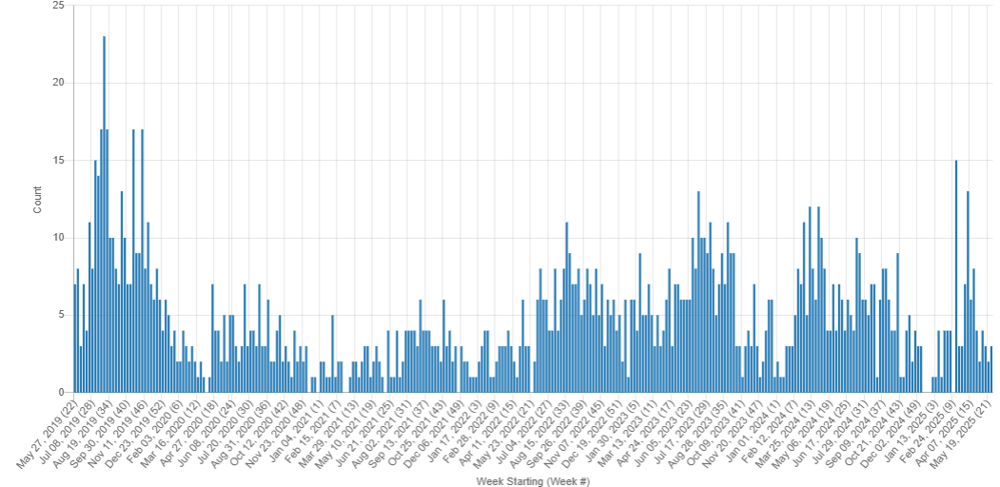 25
20
15
10
5
0
Count
May 27, 2019 (22)
Jul 08, 2019 (28)
Aug 19, 2019 (34)
Sep 30, 2019 (40)
Nov 11, 2019 (46)
Dec 23, 2019 (52)
Feb 03, 2020 (6)
Mar 16, 2020 (12)
Apr 27, 2020 (18)
Jun 08, 2020 (24)
Jul 20, 2020 (30)
Aug 31, 2020 (36)
Oct 12, 2020 (42)
Nov 23, 2020 (48)
Jan 04, 2021 (1)
Feb 15, 2021 (7)
Mar 29, 2021 (13)
May 10, 2021 (19)
Jun 21, 2021 (25)
Aug 02, 2021 (31)
Sep 13, 2021 (37)
Oct 25, 2021 (43)
Dec 06, 2021 (49)
Jan 17, 2022 (3)
Feb 28, 2022 (9)
Apr 11, 2022 (15)
May 23, 2022 (21)
Jul 04, 2022 (27)
Aug 15, 2022 (33)
Sep 26, 2022 (39)
Nov 07, 2022 (45)
Dec 19, 2022 (51)
Jan 30, 2023 (5)
Mar 13, 2023 (11)
Apr 24, 2023 (17)
Jun 05, 2023 (23)
Jul 17, 2023 (29)
Aug 28, 2023 (35)
Oct 09, 2023 (41)
Nov 20, 2023 (47)
Jan 01, 2024 (1)
Feb 12, 2024 (7)
Mar 25, 2024 (13)
May 06, 2024 (19)
Jun 17, 2024 (25)
Jul 29, 2024 (31)
Sep 09, 2024 (37)
Oct 21, 2024 (43)
Dec 02, 2024 (49)
Jan 13, 2025 (3)
Feb 24, 2025 (9)
Apr 07, 2025 (15)
May 19, 2025 (21)
Week Starting (Week #)